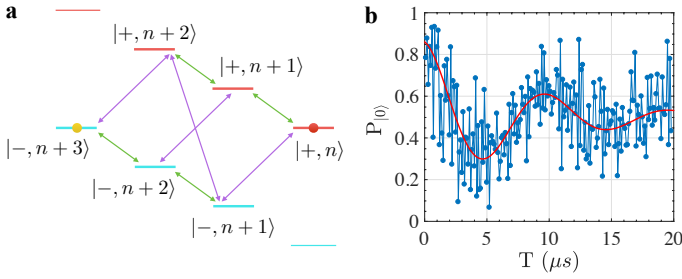 a
|+, n+2⟩
|+, n+1⟩
|−, n+3⟩
|+, n⟩
|−, n+2⟩
|−, n+1⟩
b
P|0⟩
1
0.8
0.6
0.4
0.2
0
0 5 10 15 20
T (μs)